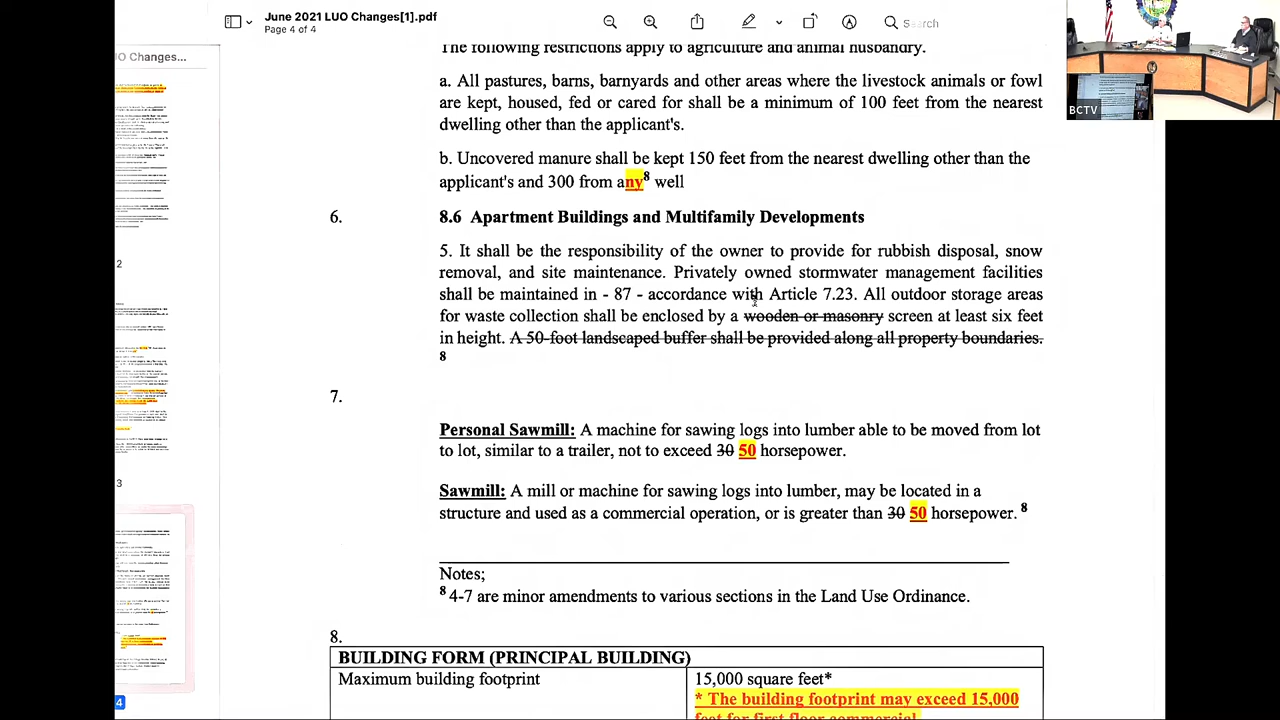 June 2021 LUO Changes[1].pdf
Page 4 of 4
Search
UO Changes...
BCTV
The following restrictions apply to agriculture and animal husbandry.
a. All pastures, barns, barnyards and other areas where the livestock animals or fowl
are kept, housed, fed or cared for shall be a minimum of 100 feet from the nearest
dwelling other than the applicant's.
b. Uncovered manure shall be kept 150 feet from the nearest dwelling other than the
applicant's and 300' from any8 well
6. 8.6 Apartment Buildings and Multifamily Developments
5. It shall be the responsibility of the owner to provide for rubbish disposal, snow
removal, and site maintenance. Privately owned stormwater management facilities
shall be maintained in - 87 - accordance with Article 7.23. All outdoor storage areas
for waste collection shall be enclosed by a woolen or masonry screen at least six feet
in height. A 50-foot landscaped buffer shall be provided along all property boundaries.
8
7.
Personal Sawmill: A machine for sawing logs into lumber able to be moved from lot
to lot, similar to a trailer, not to exceed 30 50 horsepower.
Sawmill: A mill or machine for sawing logs into lumber, may be located in a
structure and used as a commercial operation, or is greater than 30 50 horsepower. 8
Notes;
8 4-7 are minor amendments to various sections in the Land Use Ordinance.
8.
BUILDING FORM (PRINCIPAL BUILDING)
Maximum building footprint 15,000 square feet*
* The building footprint may exceed 15,000
feet for first floor commercial
2
3
4